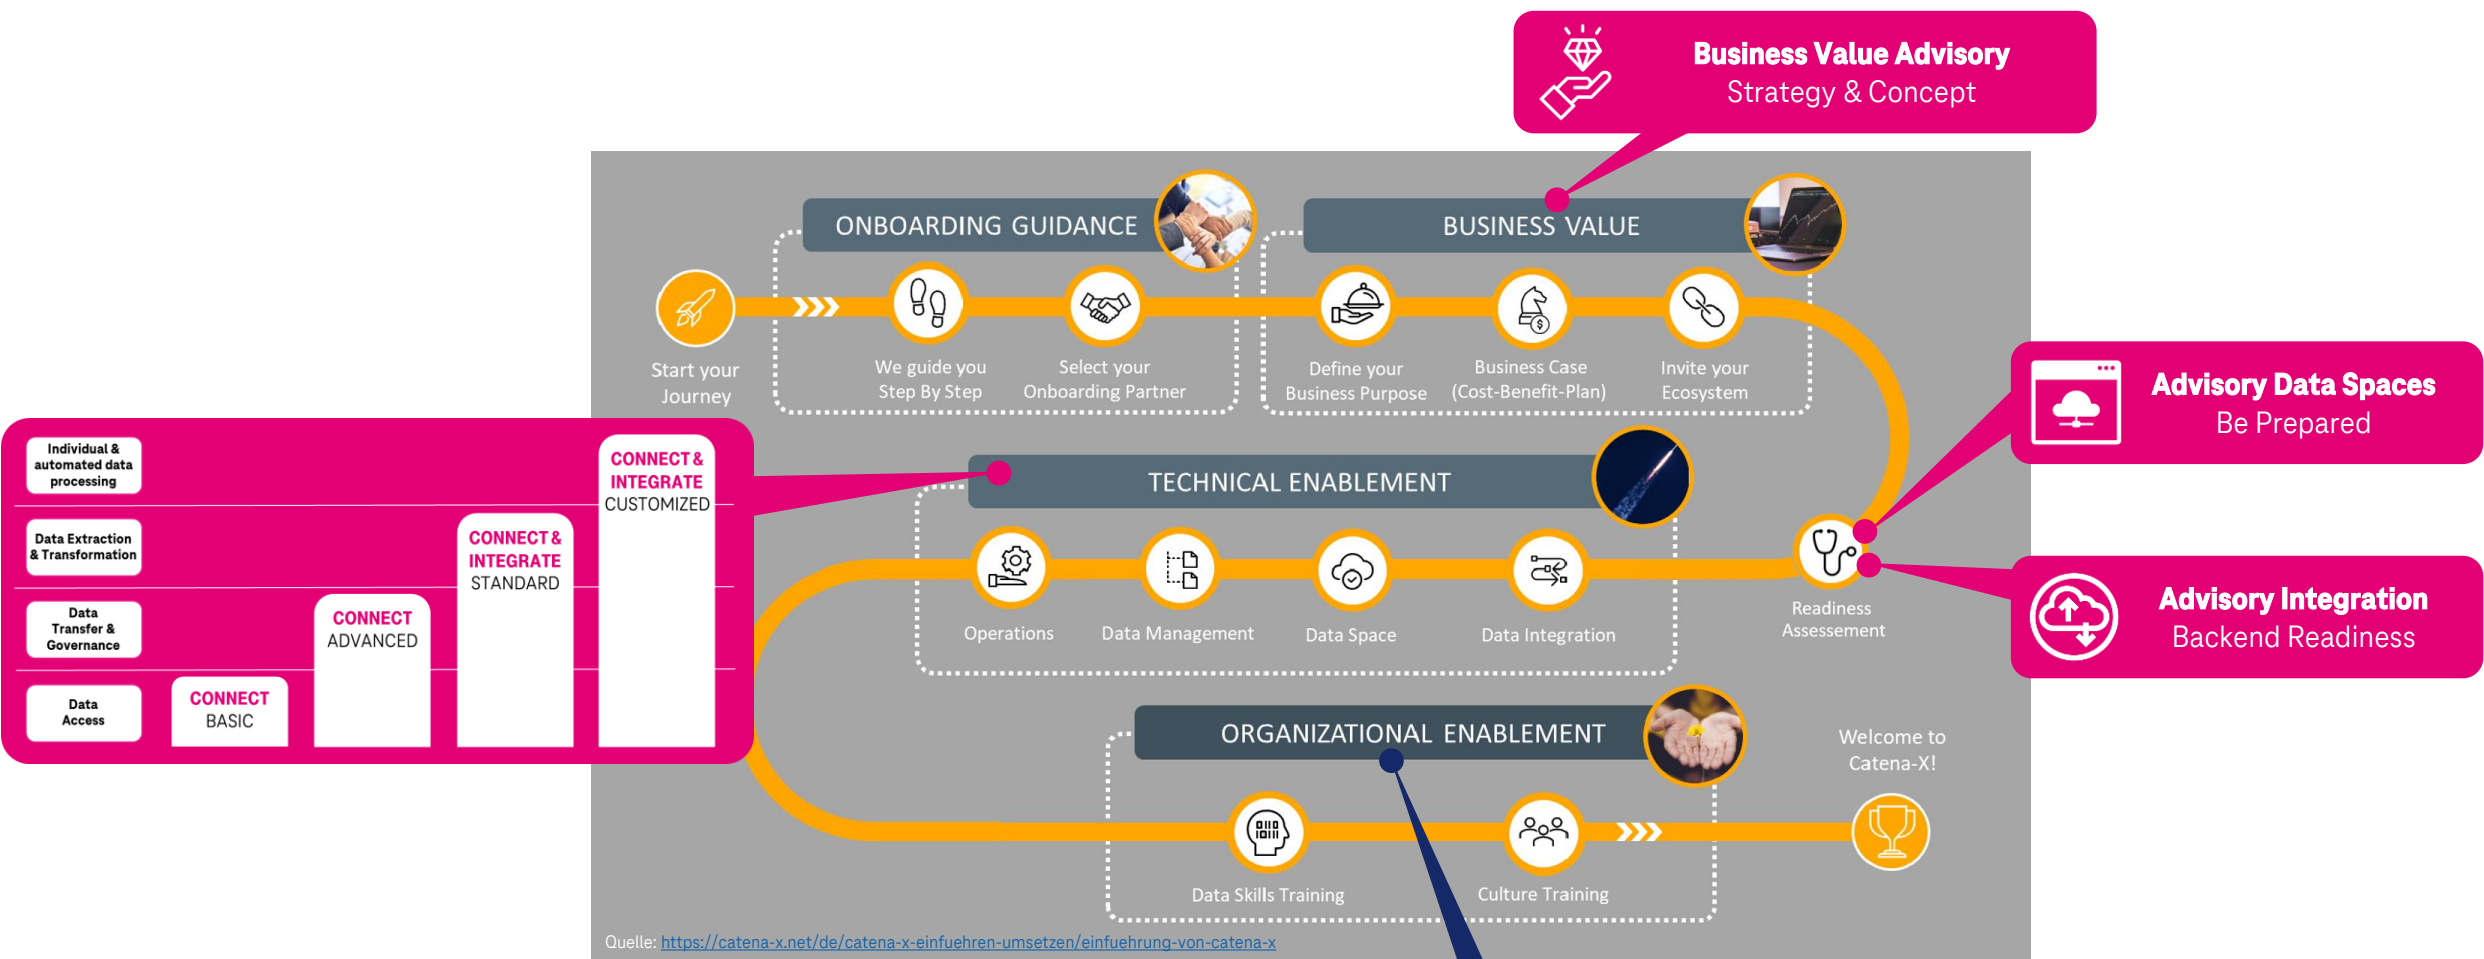 Business Value Advisory
Strategy & Concept
ONBOARDING GUIDANCE
BUSINESS VALUE
Start your
Journey
We guide you
Step By Step
Select your
Onboarding Partner
Define your
Business Purpose
Business Case
(Cost-Benefit-Plan)
Invite your
Ecosystem
Advisory Data Spaces
Be Prepared
Advisory Integration
Backend Readiness
Readiness
Assessement
TECHNICAL ENABLEMENT
Operations
Data Management
Data Space
Data Integration
Individual &
automated data
processing
Data Extraction
& Transformation
Data
Transfer &
Governance
Data
Access
CONNECT
BASIC
CONNECT
ADVANCED
CONNECT &
INTEGRATE
STANDARD
CONNECT &
INTEGRATE
CUSTOMIZED
ORGANIZATIONAL ENABLEMENT
Data Skills Training
Culture Training
Welcome to
Catena-X!
Quelle: https://catena-x.net/de/catena-x-einfuehren-umsetzen/einfuehrung-von-catena-x